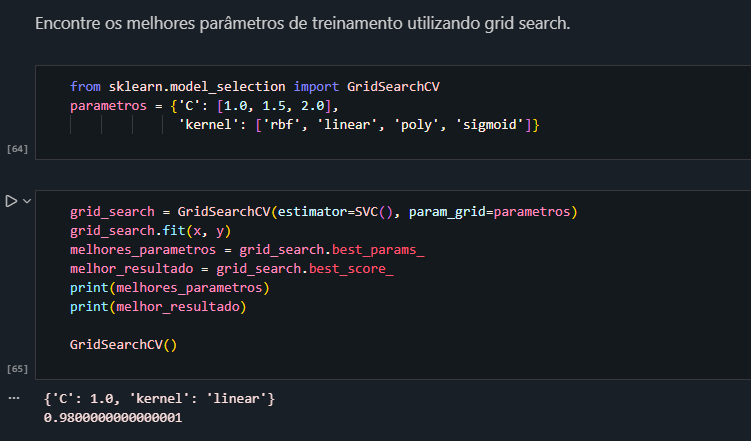 Encontre os melhores parâmetros de treinamento utilizando grid search.
from sklearn.model_selection import GridSearchCV
parametros = {'C': [1.0, 1.5, 2.0],
'kernel': ['rbf', 'linear', 'poly', 'sigmoid']}
[64]
grid_search = GridSearchCV(estimator=SVC(), param_grid=parametros)
grid_search.fit(x, y)
melhores_parametros = grid_search.best_params_
melhor_resultado = grid_search.best_score_
print(melhores_parametros)
print(melhor_resultado)
GridSearchCV()
[65]
{'C': 1.0, 'kernel': 'linear'}
0.9800000000000001